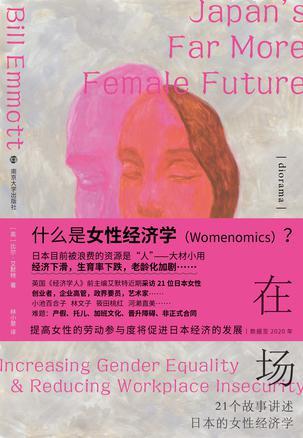 Japan's
Far More
Female Future
Bill Emmott
南京大学出版社
[英] 比尔·艾默特 著
林小慧 译
|diorama|
什么是女性经济学（Womenomics）？
日本目前被浪费的资源是“人”——大材小用
经济下滑，生育率下跌，老龄化加剧……
英国《经济学人》前主编艾默特近期采访 21 位日本女性
创业者，企业高管，政界要员，艺术家……
小池百合子 林文子 筱田桃红 河濑直美……
难题：产假、托儿、加班文化、晋升障碍、非正式合同
提高女性的劳动参与度将促进日本经济的发展 | 数据至 2020 年
在场
Increasing Gender Equality
& Reducing Workplace Insecurity
21个故事讲述
日本的女性经济学